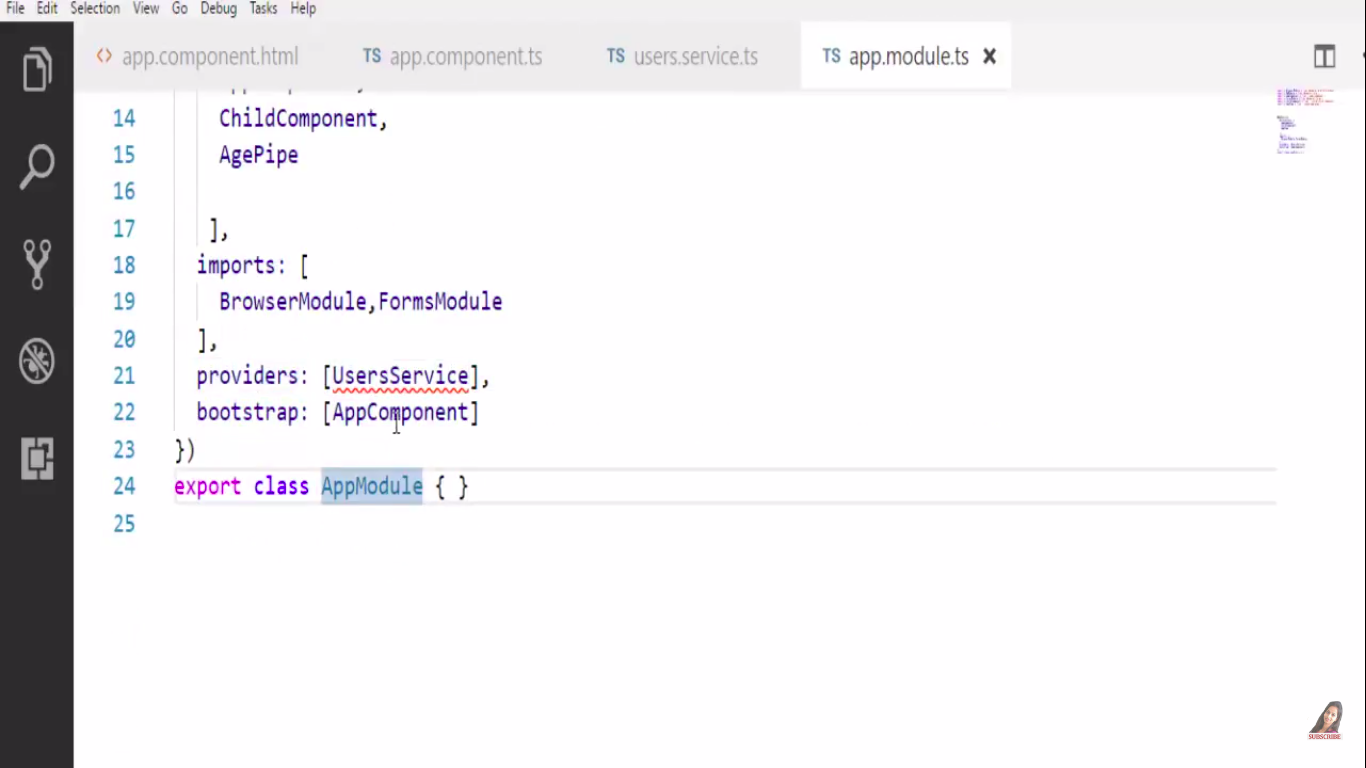 File Edit Selection View Go Debug Tasks Help
<> app.component.html TS app.component.ts TS users.service.ts TS app.module.ts ×
14 ChildComponent,
15 AgePipe
16
17 ],
18 imports: [
19 BrowserModule,FormsModule
20 ],
21 providers: [UsersService],
22 bootstrap: [AppComponent]
23 })
24 export class AppModule { }
25
SUBSCRIBE